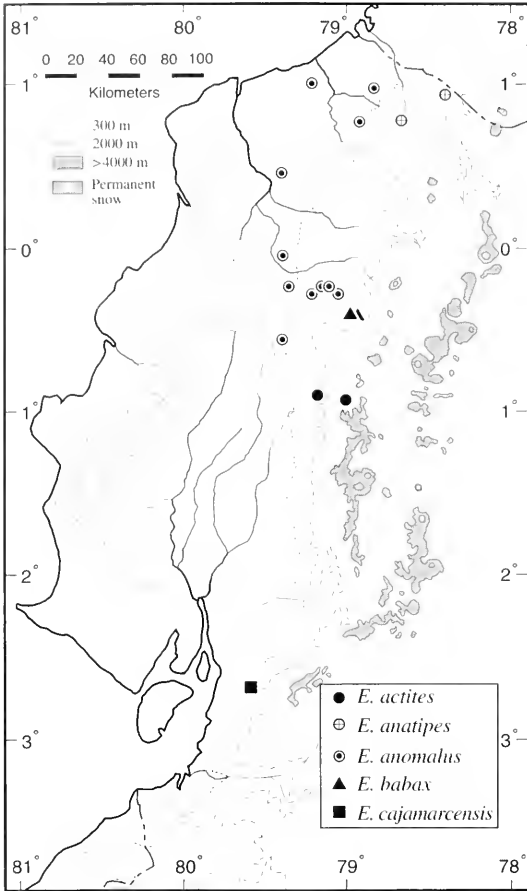 81 80 79 78
0 20 40 60 80 100
Kilometers
300 m
2000 m
>4000 m
Permanent
snow
1° 1°
0° 0°
1° 1°
2° 2°
3° 3°
E. actites
E. anatipes
E. anomalus
E. babax
E. cajamarcensis
81° 80° 79° 78°